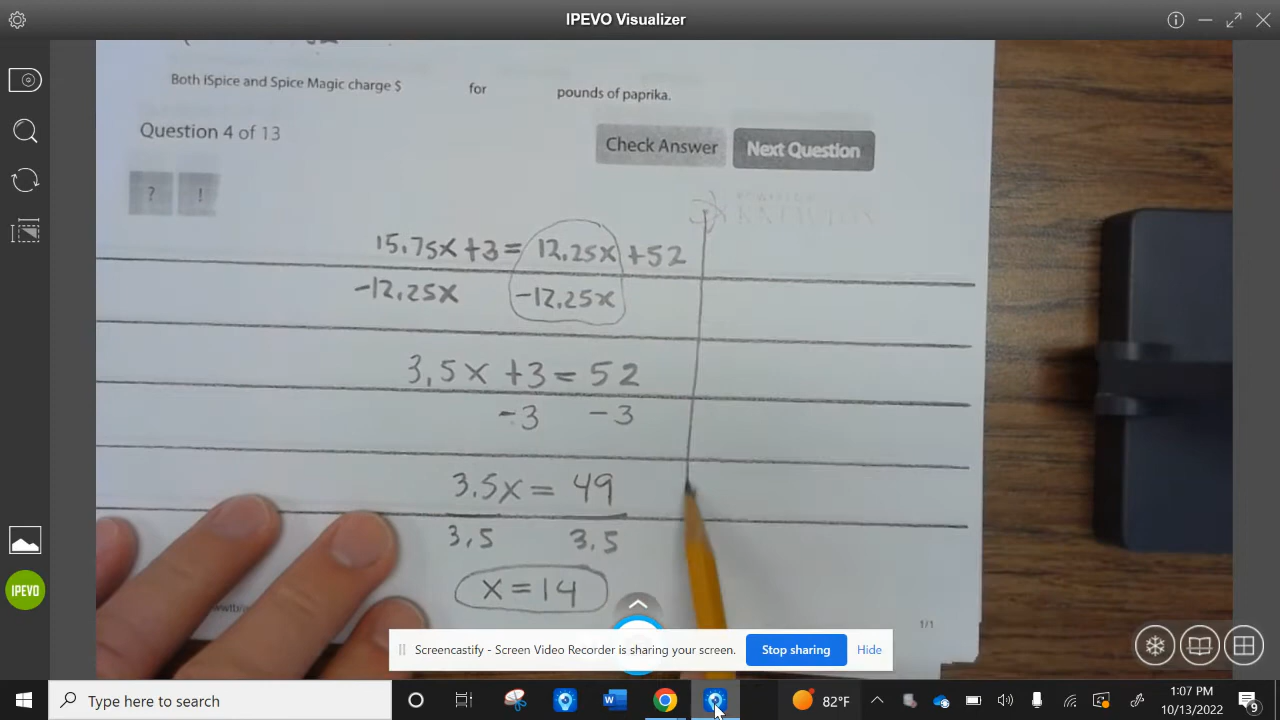 IPEVO Visualizer
Both iSpice and Spice Magic charge $ for pounds of paprika.
Question 4 of 13
Check Answer
Next Question
? !
15.75x +3 = 12.25x +52
-12.25x -12.25x
3.5x +3 = 52
-3 -3
3.5x = 49
3.5 3.5
x = 14
1/1
IPEVO
Screencastify - Screen Video Recorder is sharing your screen.
Stop sharing
Hide
Type here to search
82°F
1:07 PM
10/13/2022
9